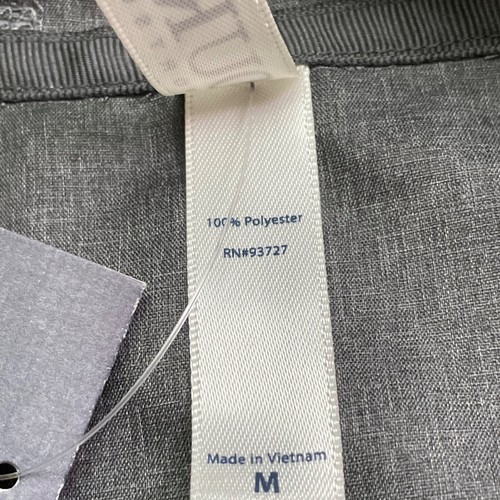 100% Polyester
RN#93727
Made in Vietnam
M